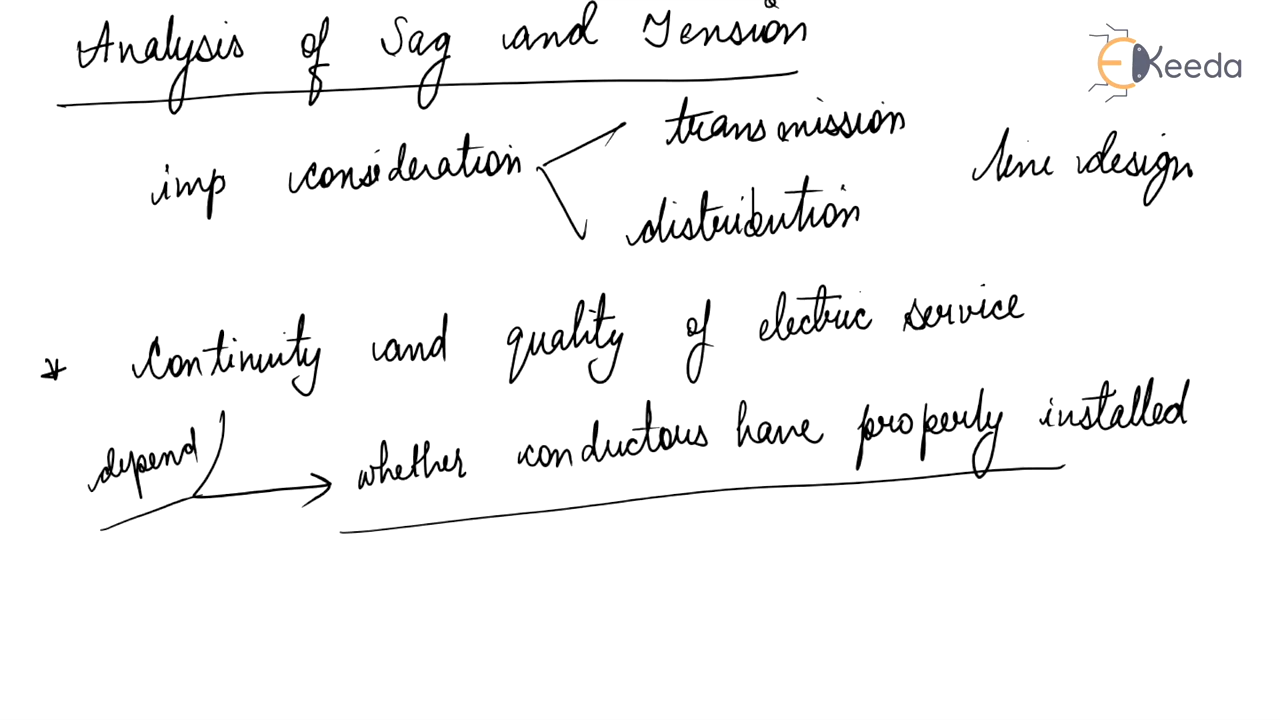 Analysis of Sag and Tension
EKeeda
imp consideration
transmission
line design
distribution
* Continuity and quality of electric service
depend
whether conductous have properly installed